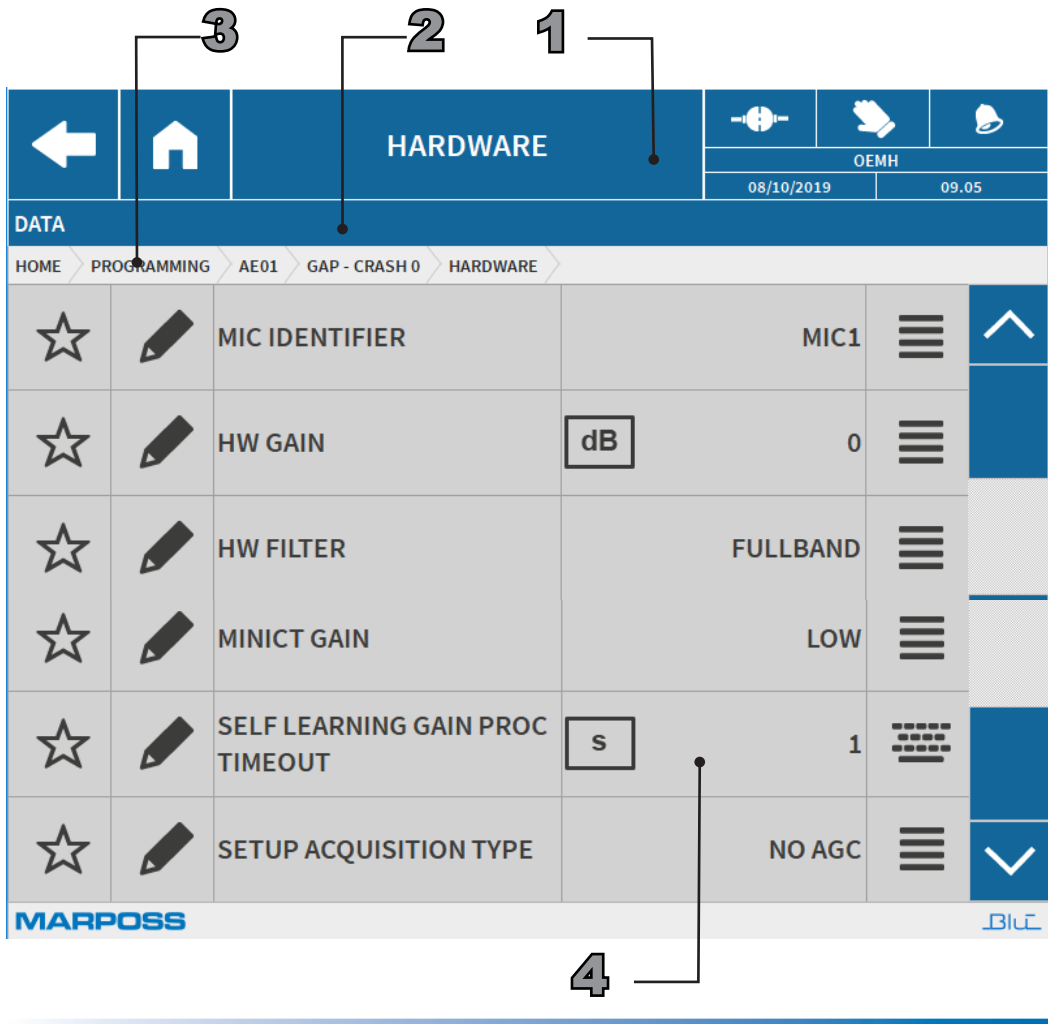 3 2 1
HARDWARE
OEMH
08/10/2019 09.05
DATA
HOME PROGRAMMING AE01 GAP - CRASH 0 HARDWARE
MIC IDENTIFIER MIC1
HW GAIN dB 0
HW FILTER FULLBAND
MINICT GAIN LOW
SELF LEARNING GAIN PROC
TIMEOUT s 1
SETUP ACQUISITION TYPE NO AGC
MARPOSS BLÚ
4